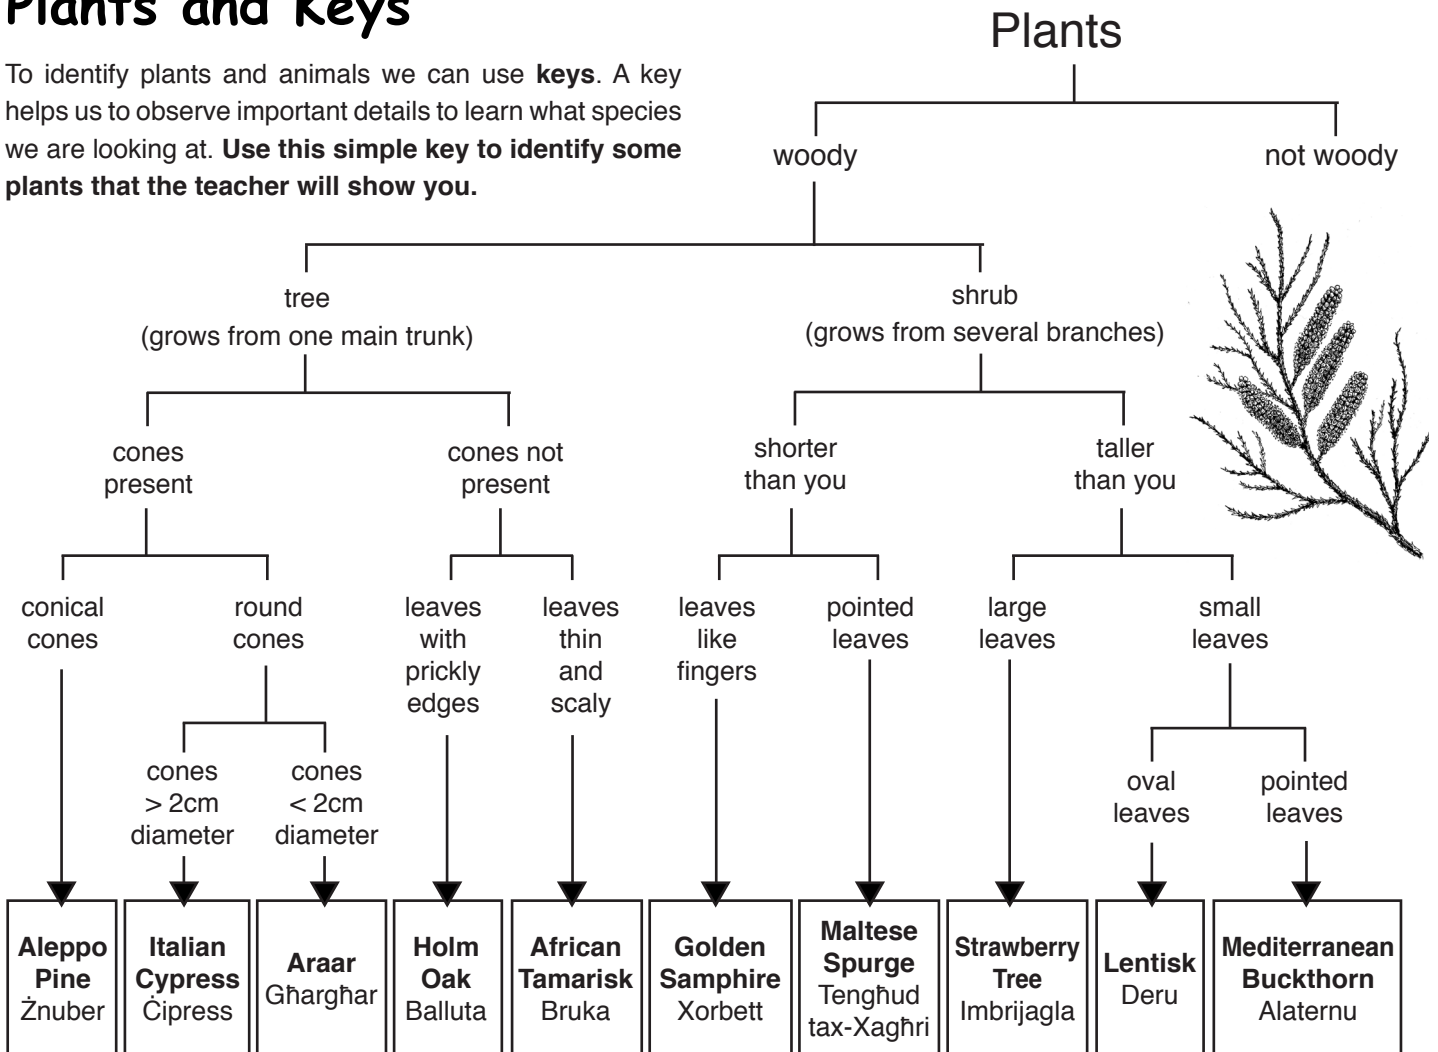 Plants and Keys
To identify plants and animals we can use keys. A key
helps us to observe important details to learn what species
we are looking at. Use this simple key to identify some
plants that the teacher will show you.
Plants
woody
not woody
tree
(grows from one main trunk)
shrub
(grows from several branches)
cones
present
cones not
present
shorter
than you
taller
than you
conical
cones
round
cones
leaves
with
prickly
edges
leaves
thin
and
scaly
leaves
like
fingers
pointed
leaves
large
leaves
small
leaves
cones
> 2cm
diameter
cones
< 2cm
diameter
oval
leaves
pointed
leaves
Aleppo
Pine
Żnuber
Italian
Cypress
Ċipress
Araar
Għargħar
Holm
Oak
Balluta
African
Tamarisk
Bruka
Golden
Samphire
Xorbett
Maltese
Spurge
Tengħud
tax-Xagħri
Strawberry
Tree
Imbrijagla
Lentisk
Deru
Mediterranean
Buckthorn
Alaternu